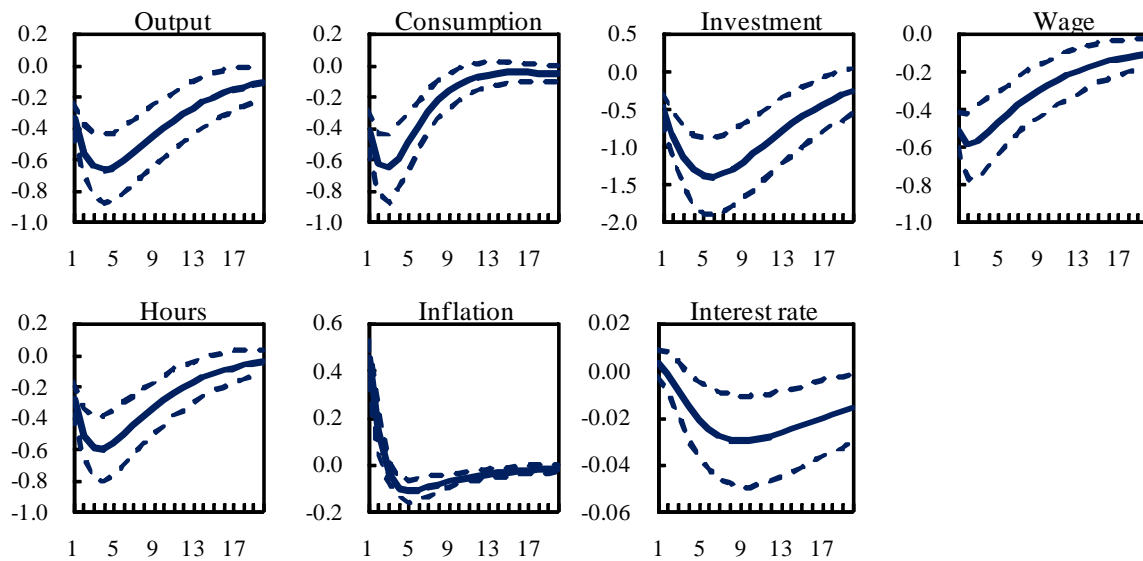 Output Consumption Investment Wage
0.2 0.2 0.5 0.0
0.0 0.0 0.0 -0.2
-0.2 -0.2 -0.5 -0.4
-0.4 -0.4 -1.0 -0.6
-0.6 -0.6 -1.5 -0.8
-0.8 -0.8 -2.0 -1.0
-1.0 -1.0
1 5 9 13 17 1 5 9 13 17 1 5 9 13 17 1 5 9 13 17
Hours Inflation Interest rate
0.2 0.6 0.02
0.0 0.4 0.00
-0.2 0.2 -0.02
-0.4 0.0 -0.04
-0.6 -0.2 -0.06
-0.8
-1.0
1 5 9 13 17 1 5 9 13 17 1 5 9 13 17